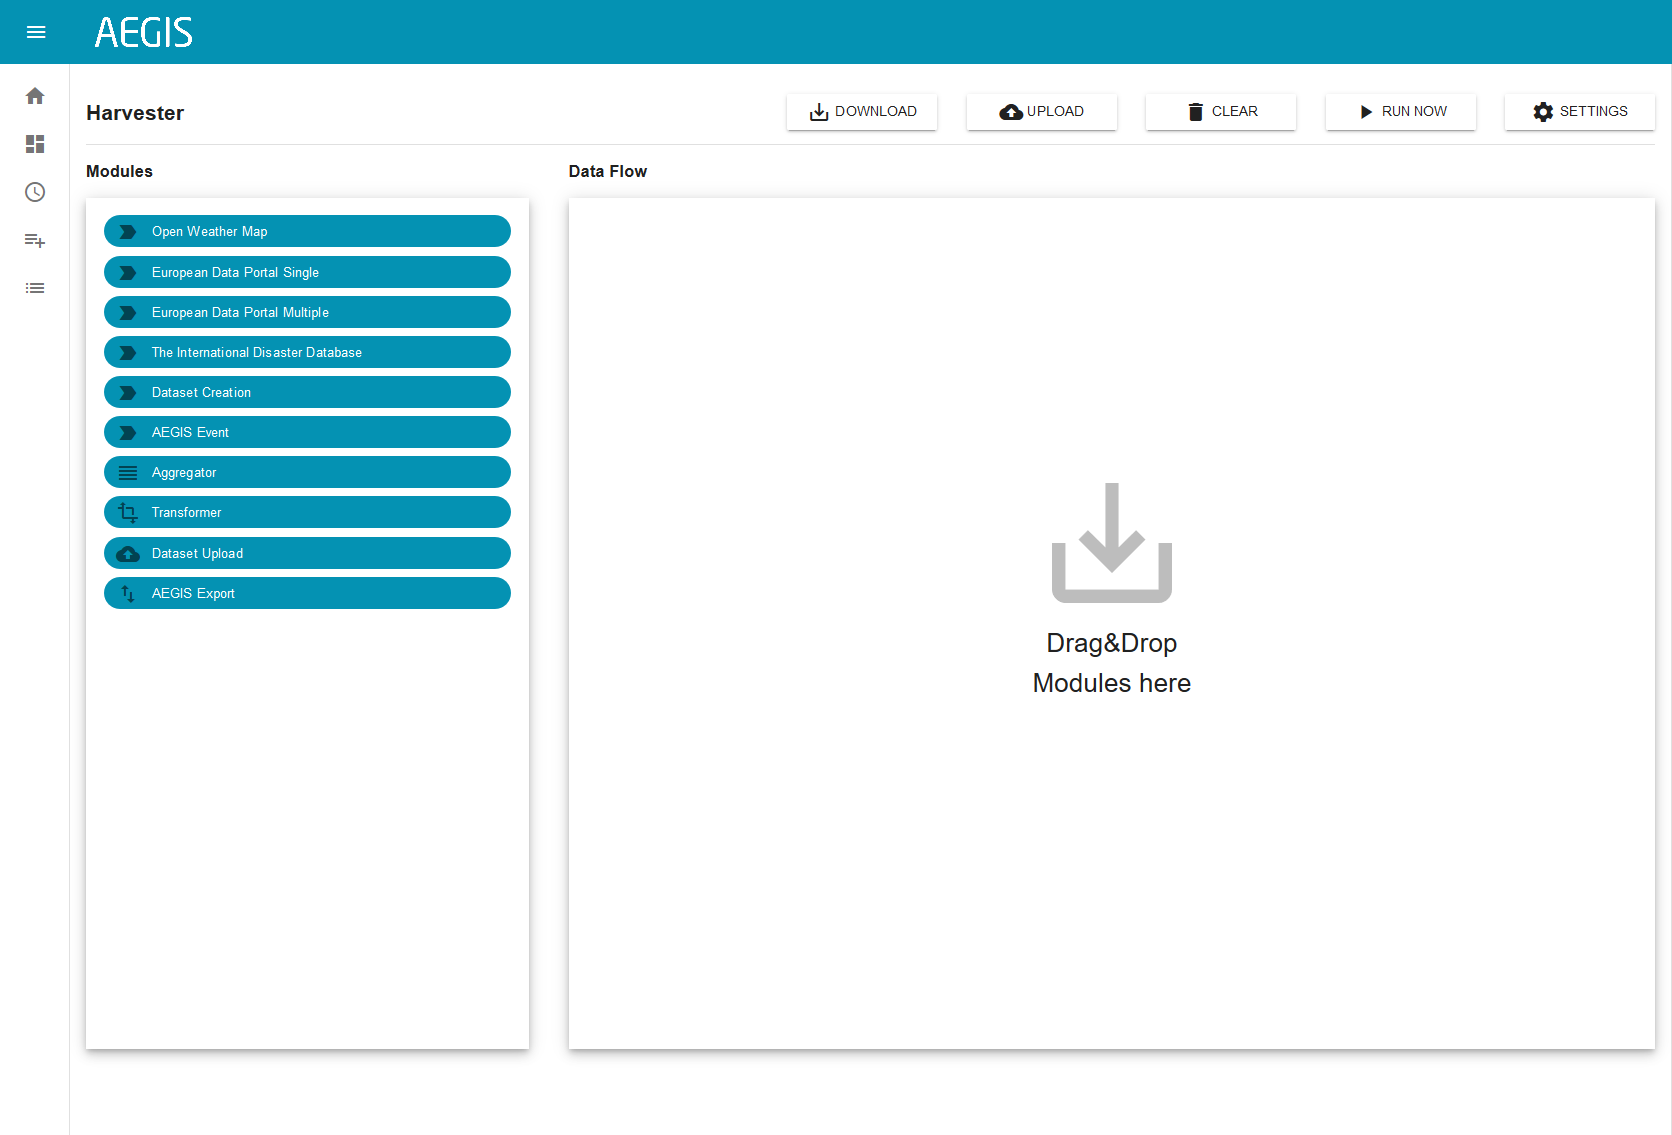 AEGIS
Harvester
DOWNLOAD
UPLOAD
CLEAR
RUN NOW
SETTINGS
Modules
Data Flow
Open Weather Map
European Data Portal Single
European Data Portal Multiple
The International Disaster Database
Dataset Creation
AEGIS Event
Aggregator
Transformer
Dataset Upload
AEGIS Export
Drag&Drop
Modules here